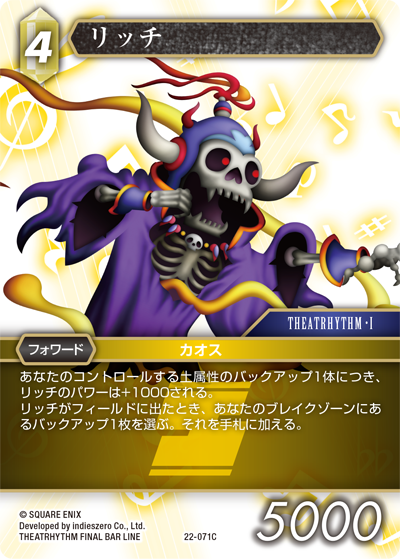 4
リッチ
THEATRHYTHM・I
フォワード
カオス
あなたのコントロールする土属性のバックアップ1体につき、
リッチのパワーは+1000される。
リッチがフィールドに出たとき、あなたのブレイクゾーンにあ
るバックアップ1枚を選ぶ。それを手札に加える。
© SQUARE ENIX
Developed by indieszero Co., Ltd.
THEATRHYTHM FINAL BAR LINE
22-071C
5000